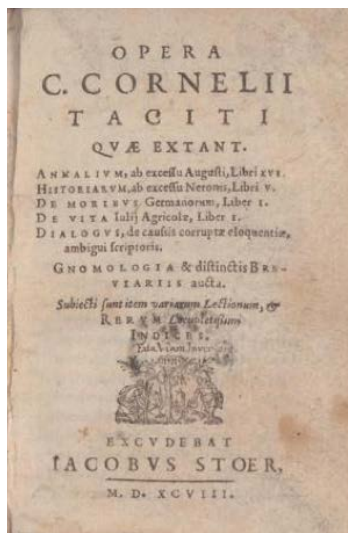 OPERA
C. CORNELII
TACITI
QVÆ EXTANT.
ANNALIVM, ab exceſſu Auguſti, Libri XVI.
HISTORIARVM, ab exceſſu Neronis, Libri V.
DE MORIBVS Germanorum, Liber I.
DE VITA Iulij Agricolæ, Liber I.
DIALOGVS, de cauſis corruptæ eloquentiæ,
ambigui ſcriptoris.
GNOMOLOGIA & diſtinctis BRE-
VIARIIS aucta.
Subiecti ſunt item variarum Lectionum, &
RERVM
INDICES.
EXCVDEBAT
IACOBVS STOER,
M. D. XCVIII.